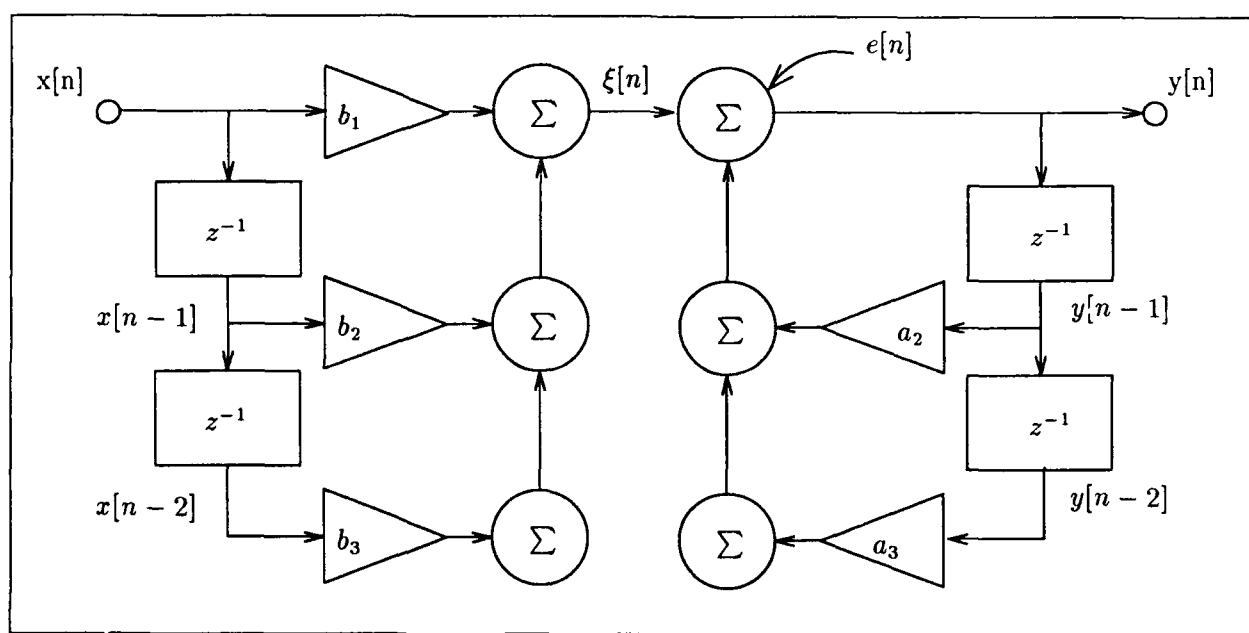 e[n]
x[n]
ξ[n]
y[n]
b₁
Σ
Σ
z⁻¹
z⁻¹
x[n − 1]
b₂
Σ
Σ
a₂
y[n − 1]
z⁻¹
z⁻¹
x[n − 2]
b₃
Σ
Σ
a₃
y[n − 2]